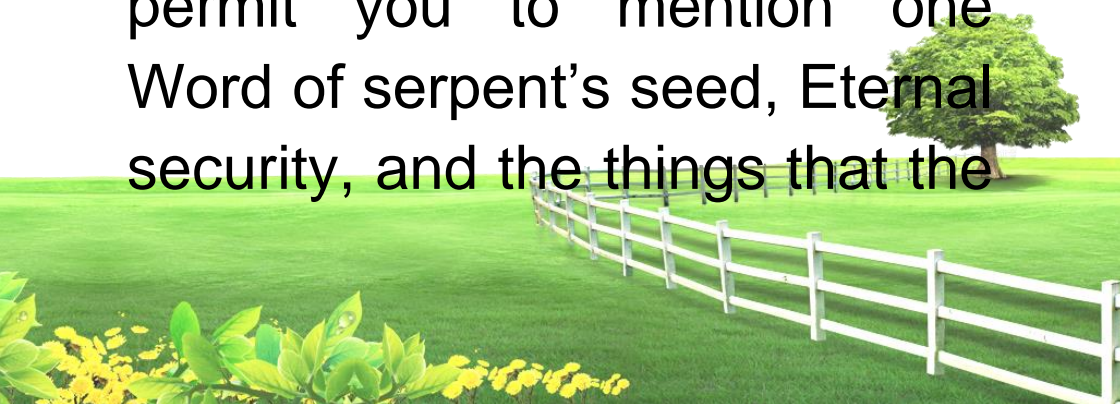 permit you to mention one
Word of serpent’s seed, Eternal
security, and the things that the